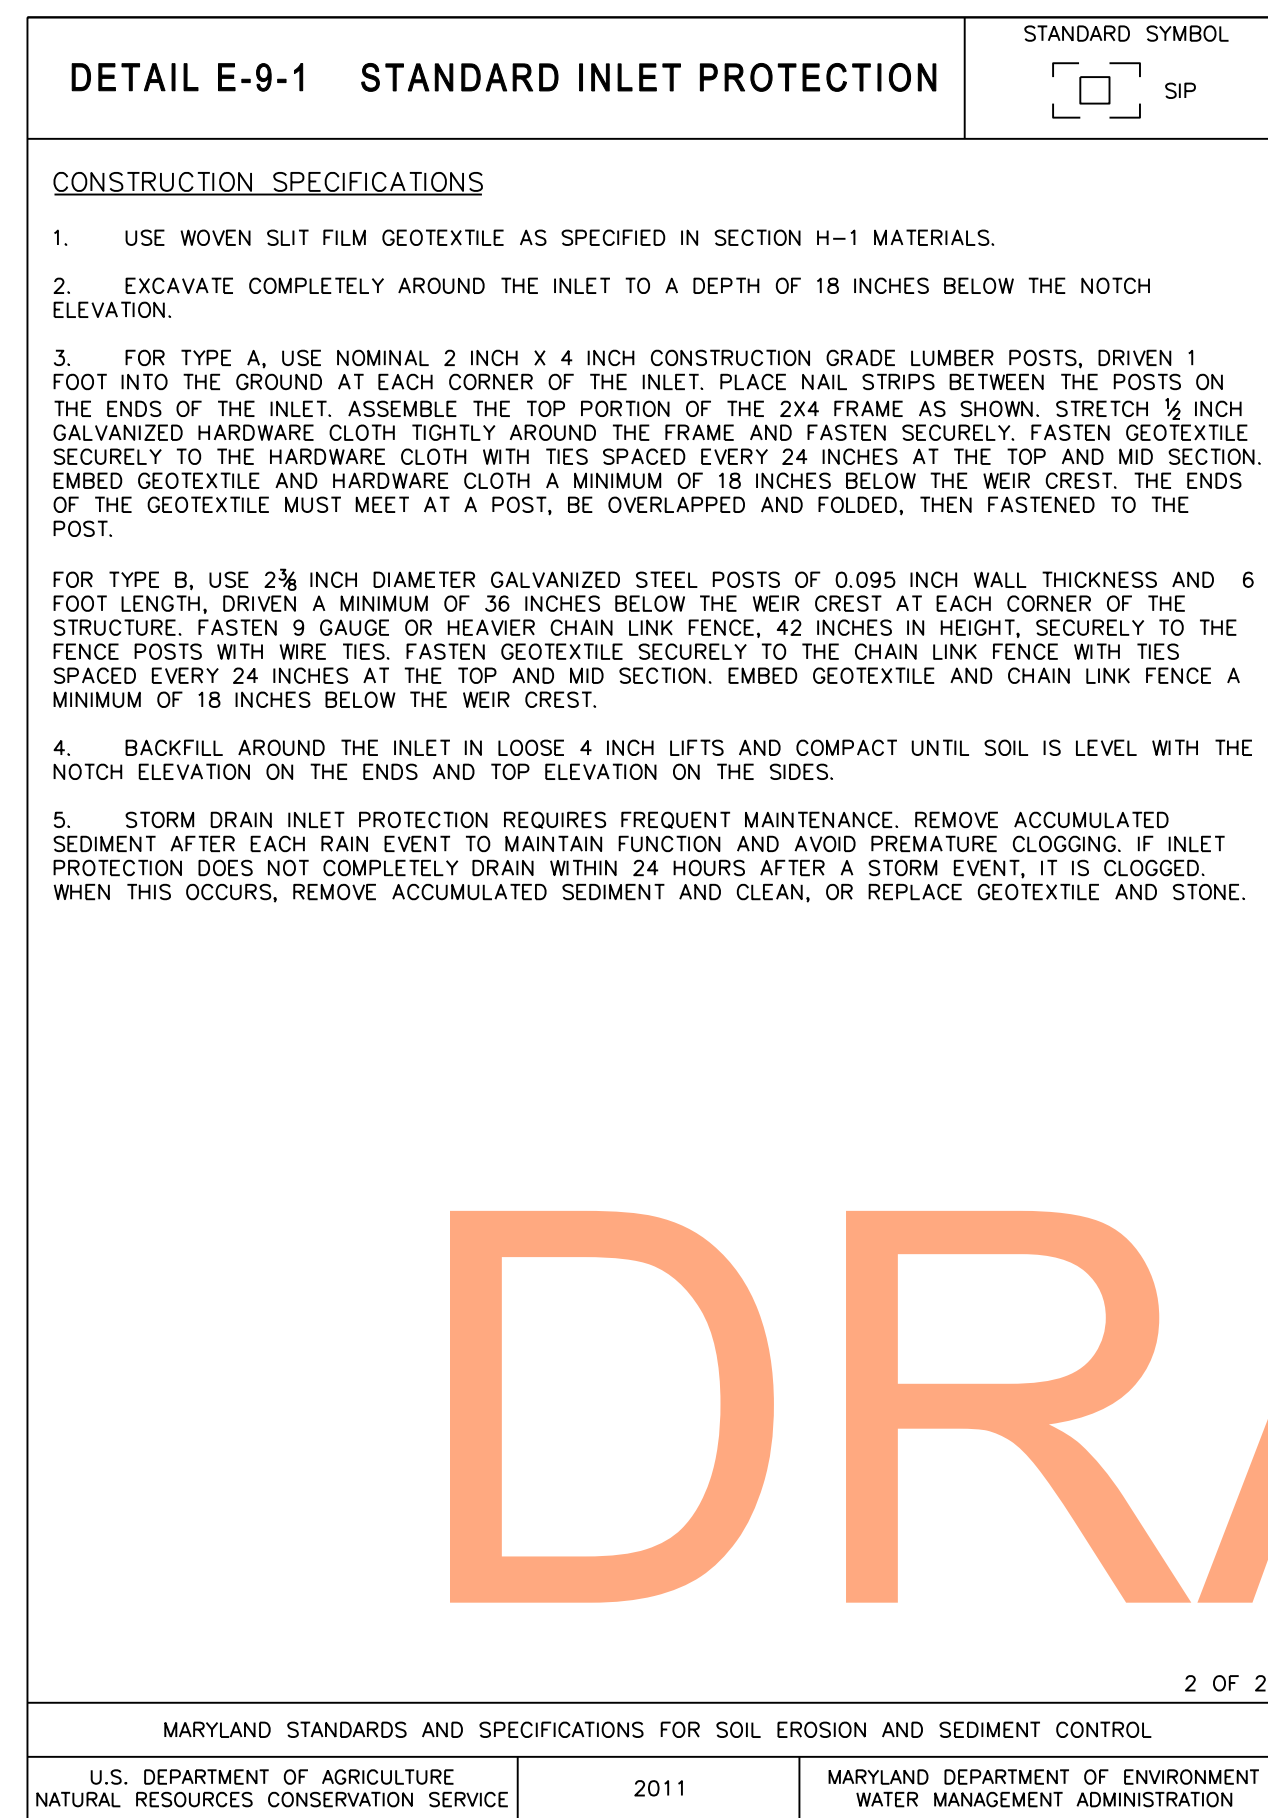 DETAIL E-9-1 STANDARD INLET PROTECTION
STANDARD SYMBOL
SIP
CONSTRUCTION SPECIFICATIONS
1. USE WOVEN SLIT FILM GEOTEXTILE AS SPECIFIED IN SECTION H-1 MATERIALS.
2. EXCAVATE COMPLETELY AROUND THE INLET TO A DEPTH OF 18 INCHES BELOW THE NOTCH
ELEVATION.
3. FOR TYPE A, USE NOMINAL 2 INCH X 4 INCH CONSTRUCTION GRADE LUMBER POSTS, DRIVEN 1
FOOT INTO THE GROUND AT EACH CORNER OF THE INLET. PLACE NAIL STRIPS BETWEEN THE POSTS ON
THE ENDS OF THE INLET. ASSEMBLE THE TOP PORTION OF THE 2X4 FRAME AS SHOWN. STRETCH ½ INCH
GALVANIZED HARDWARE CLOTH TIGHTLY AROUND THE FRAME AND FASTEN SECURELY. FASTEN GEOTEXTILE
SECURELY TO THE HARDWARE CLOTH WITH TIES SPACED EVERY 24 INCHES AT THE TOP AND MID SECTION.
EMBED GEOTEXTILE AND HARDWARE CLOTH A MINIMUM OF 18 INCHES BELOW THE WEIR CREST. THE ENDS
OF THE GEOTEXTILE MUST MEET AT A POST, BE OVERLAPPED AND FOLDED, THEN FASTENED TO THE
POST.
FOR TYPE B, USE 2⅜ INCH DIAMETER GALVANIZED STEEL POSTS OF 0.095 INCH WALL THICKNESS AND 6
FOOT LENGTH, DRIVEN A MINIMUM OF 36 INCHES BELOW THE WEIR CREST AT EACH CORNER OF THE
STRUCTURE. FASTEN 9 GAUGE OR HEAVIER CHAIN LINK FENCE, 42 INCHES IN HEIGHT, SECURELY TO THE
FENCE POSTS WITH WIRE TIES. FASTEN GEOTEXTILE SECURELY TO THE CHAIN LINK FENCE WITH TIES
SPACED EVERY 24 INCHES AT THE TOP AND MID SECTION. EMBED GEOTEXTILE AND CHAIN LINK FENCE A
MINIMUM OF 18 INCHES BELOW THE WEIR CREST.
4. BACKFILL AROUND THE INLET IN LOOSE 4 INCH LIFTS AND COMPACT UNTIL SOIL IS LEVEL WITH THE
NOTCH ELEVATION ON THE ENDS AND TOP ELEVATION ON THE SIDES.
5. STORM DRAIN INLET PROTECTION REQUIRES FREQUENT MAINTENANCE. REMOVE ACCUMULATED
SEDIMENT AFTER EACH RAIN EVENT TO MAINTAIN FUNCTION AND AVOID PREMATURE CLOGGING. IF INLET
PROTECTION DOES NOT COMPLETELY DRAIN WITHIN 24 HOURS AFTER A STORM EVENT, IT IS CLOGGED.
WHEN THIS OCCURS, REMOVE ACCUMULATED SEDIMENT AND CLEAN, OR REPLACE GEOTEXTILE AND STONE.
DRA
2 OF 2
MARYLAND STANDARDS AND SPECIFICATIONS FOR SOIL EROSION AND SEDIMENT CONTROL
U.S. DEPARTMENT OF AGRICULTURE
NATURAL RESOURCES CONSERVATION SERVICE
2011
MARYLAND DEPARTMENT OF ENVIRONMENT
WATER MANAGEMENT ADMINISTRATION